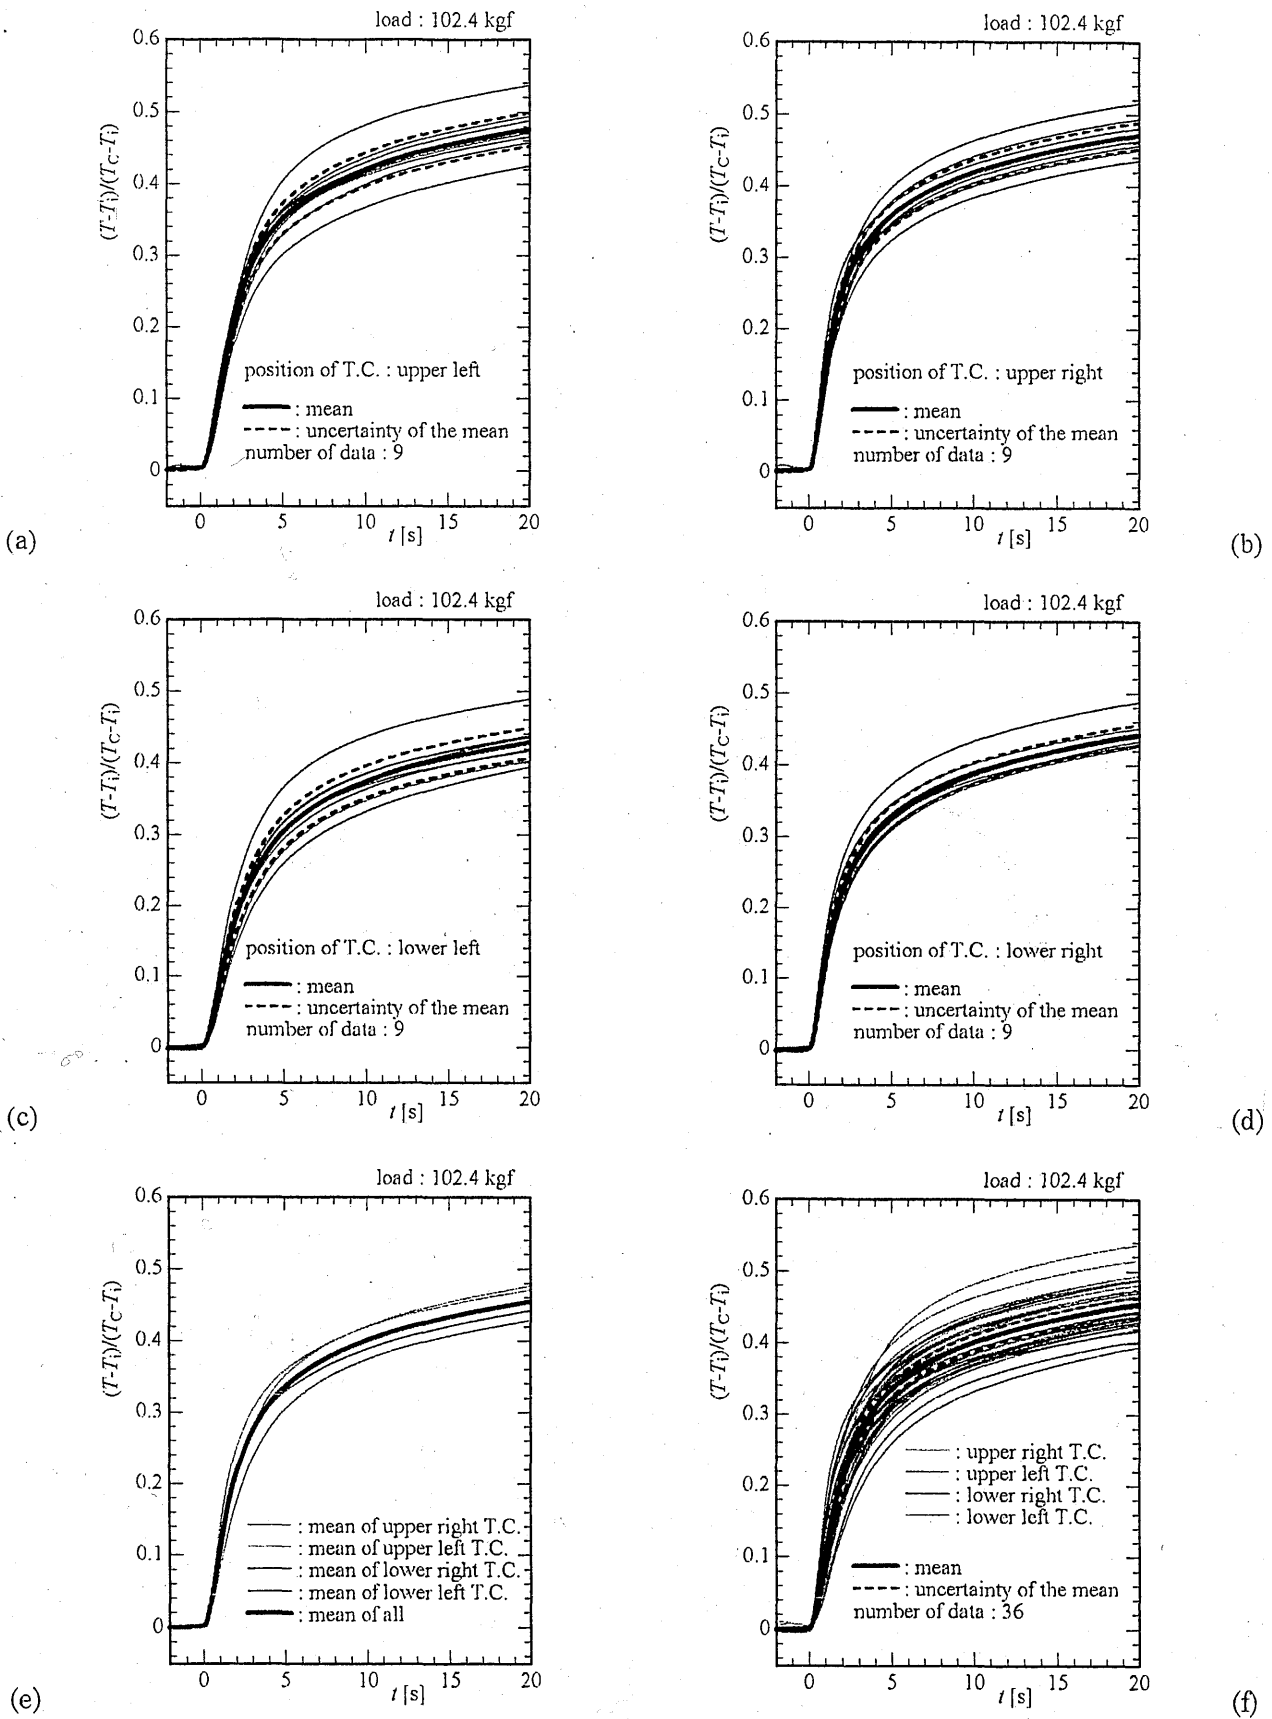 load : 102.4 kgf
0.6
0.5
0.4
0.3
0.2
0.1
0
(T-Ti)/(TC-Ti)
position of T.C. : upper left
: mean
: uncertainty of the mean
number of data : 9
0 5 10 15 20
t [s]
(a)
load : 102.4 kgf
0.6
0.5
0.4
0.3
0.2
0.1
0
(T-Ti)/(TC-Ti)
position of T.C. : upper right
: mean
: uncertainty of the mean
number of data : 9
0 5 10 15 20
t [s]
(b)
load : 102.4 kgf
0.6
0.5
0.4
0.3
0.2
0.1
0
(T-Ti)/(TC-Ti)
position of T.C. : lower left
: mean
: uncertainty of the mean
number of data : 9
0 5 10 15 20
t [s]
(c)
load : 102.4 kgf
0.6
0.5
0.4
0.3
0.2
0.1
0
(T-Ti)/(TC-Ti)
position of T.C. : lower right
: mean
: uncertainty of the mean
number of data : 9
0 5 10 15 20
t [s]
(d)
load : 102.4 kgf
0.6
0.5
0.4
0.3
0.2
0.1
0
(T-Ti)/(TC-Ti)
: mean of upper right T.C.
: mean of upper left T.C.
: mean of lower right T.C.
: mean of lower left T.C.
: mean of all
0 5 10 15 20
t [s]
(e)
load : 102.4 kgf
0.6
0.5
0.4
0.3
0.2
0.1
0
(T-Ti)/(TC-Ti)
: upper right T.C.
: upper left T.C.
: lower right T.C.
: lower left T.C.
: mean
: uncertainty of the mean
number of data : 36
0 5 10 15 20
t [s]
(f)